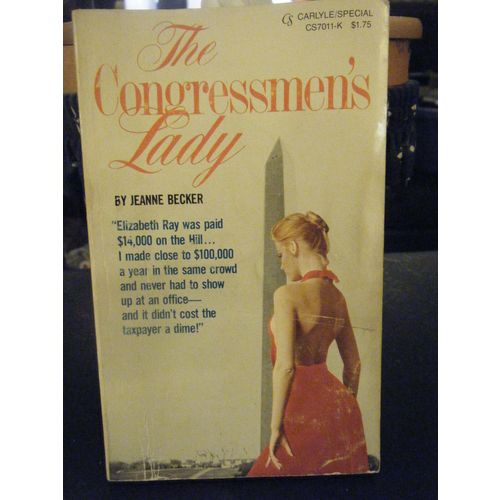 CS CARLYLE/SPECIAL
CS7011-K $1.75
The
Congressmen's
Lady
BY JEANNE BECKER
"Elizabeth Ray was paid
$14,000 on the Hill...
I made close to $100,000
a year in the same crowd
and never had to show
up at an office—
and it didn't cost the
taxpayer a dime!"